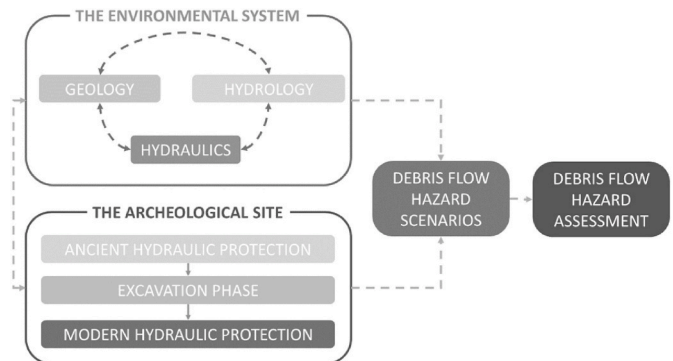 THE ENVIRONMENTAL SYSTEM
GEOLOGY
HYDROLOGY
HYDRAULICS
THE ARCHEOLOGICAL SITE
ANCIENT HYDRAULIC PROTECTION
EXCAVATION PHASE
MODERN HYDRAULIC PROTECTION
DEBRIS FLOW
HAZARD
SCENARIOS
DEBRIS FLOW
HAZARD
ASSESSMENT